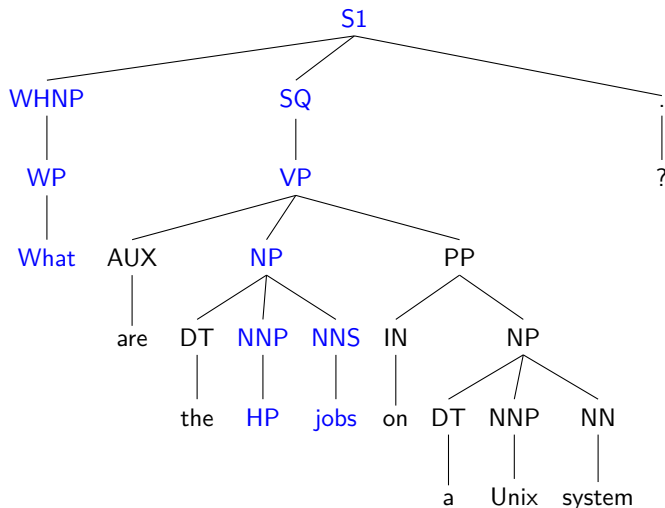 S1
WHNP SQ .
WP VP ?
What AUX NP PP
are DT NNP NNS IN NP
the HP jobs on DT NNP NN
a Unix system